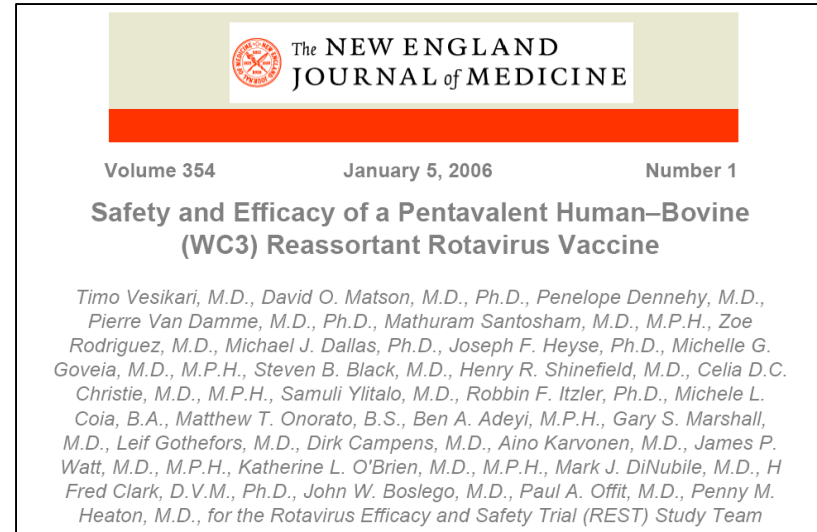 The NEW ENGLAND
JOURNAL of MEDICINE
Volume 354 January 5, 2006 Number 1
Safety and Efficacy of a Pentavalent Human–Bovine
(WC3) Reassortant Rotavirus Vaccine
Timo Vesikari, M.D., David O. Matson, M.D., Ph.D., Penelope Dennehy, M.D.,
Pierre Van Damme, M.D., Ph.D., Mathuram Santosham, M.D., M.P.H., Zoe
Rodriguez, M.D., Michael J. Dallas, Ph.D., Joseph F. Heyse, Ph.D., Michelle G.
Goveia, M.D., M.P.H., Steven B. Black, M.D., Henry R. Shinefield, M.D., Celia D.C.
Christie, M.D., M.P.H., Samuli Ylitalo, M.D., Robbin F. Itzler, Ph.D., Michele L.
Coia, B.A., Matthew T. Onorato, B.S., Ben A. Adeyi, M.P.H., Gary S. Marshall,
M.D., Leif Gothefors, M.D., Dirk Campens, M.D., Aino Karvonen, M.D., James P.
Watt, M.D., M.P.H., Katherine L. O'Brien, M.D., M.P.H., Mark J. DiNubile, M.D., H
Fred Clark, D.V.M., Ph.D., John W. Boslego, M.D., Paul A. Offit, M.D., Penny M.
Heaton, M.D., for the Rotavirus Efficacy and Safety Trial (REST) Study Team